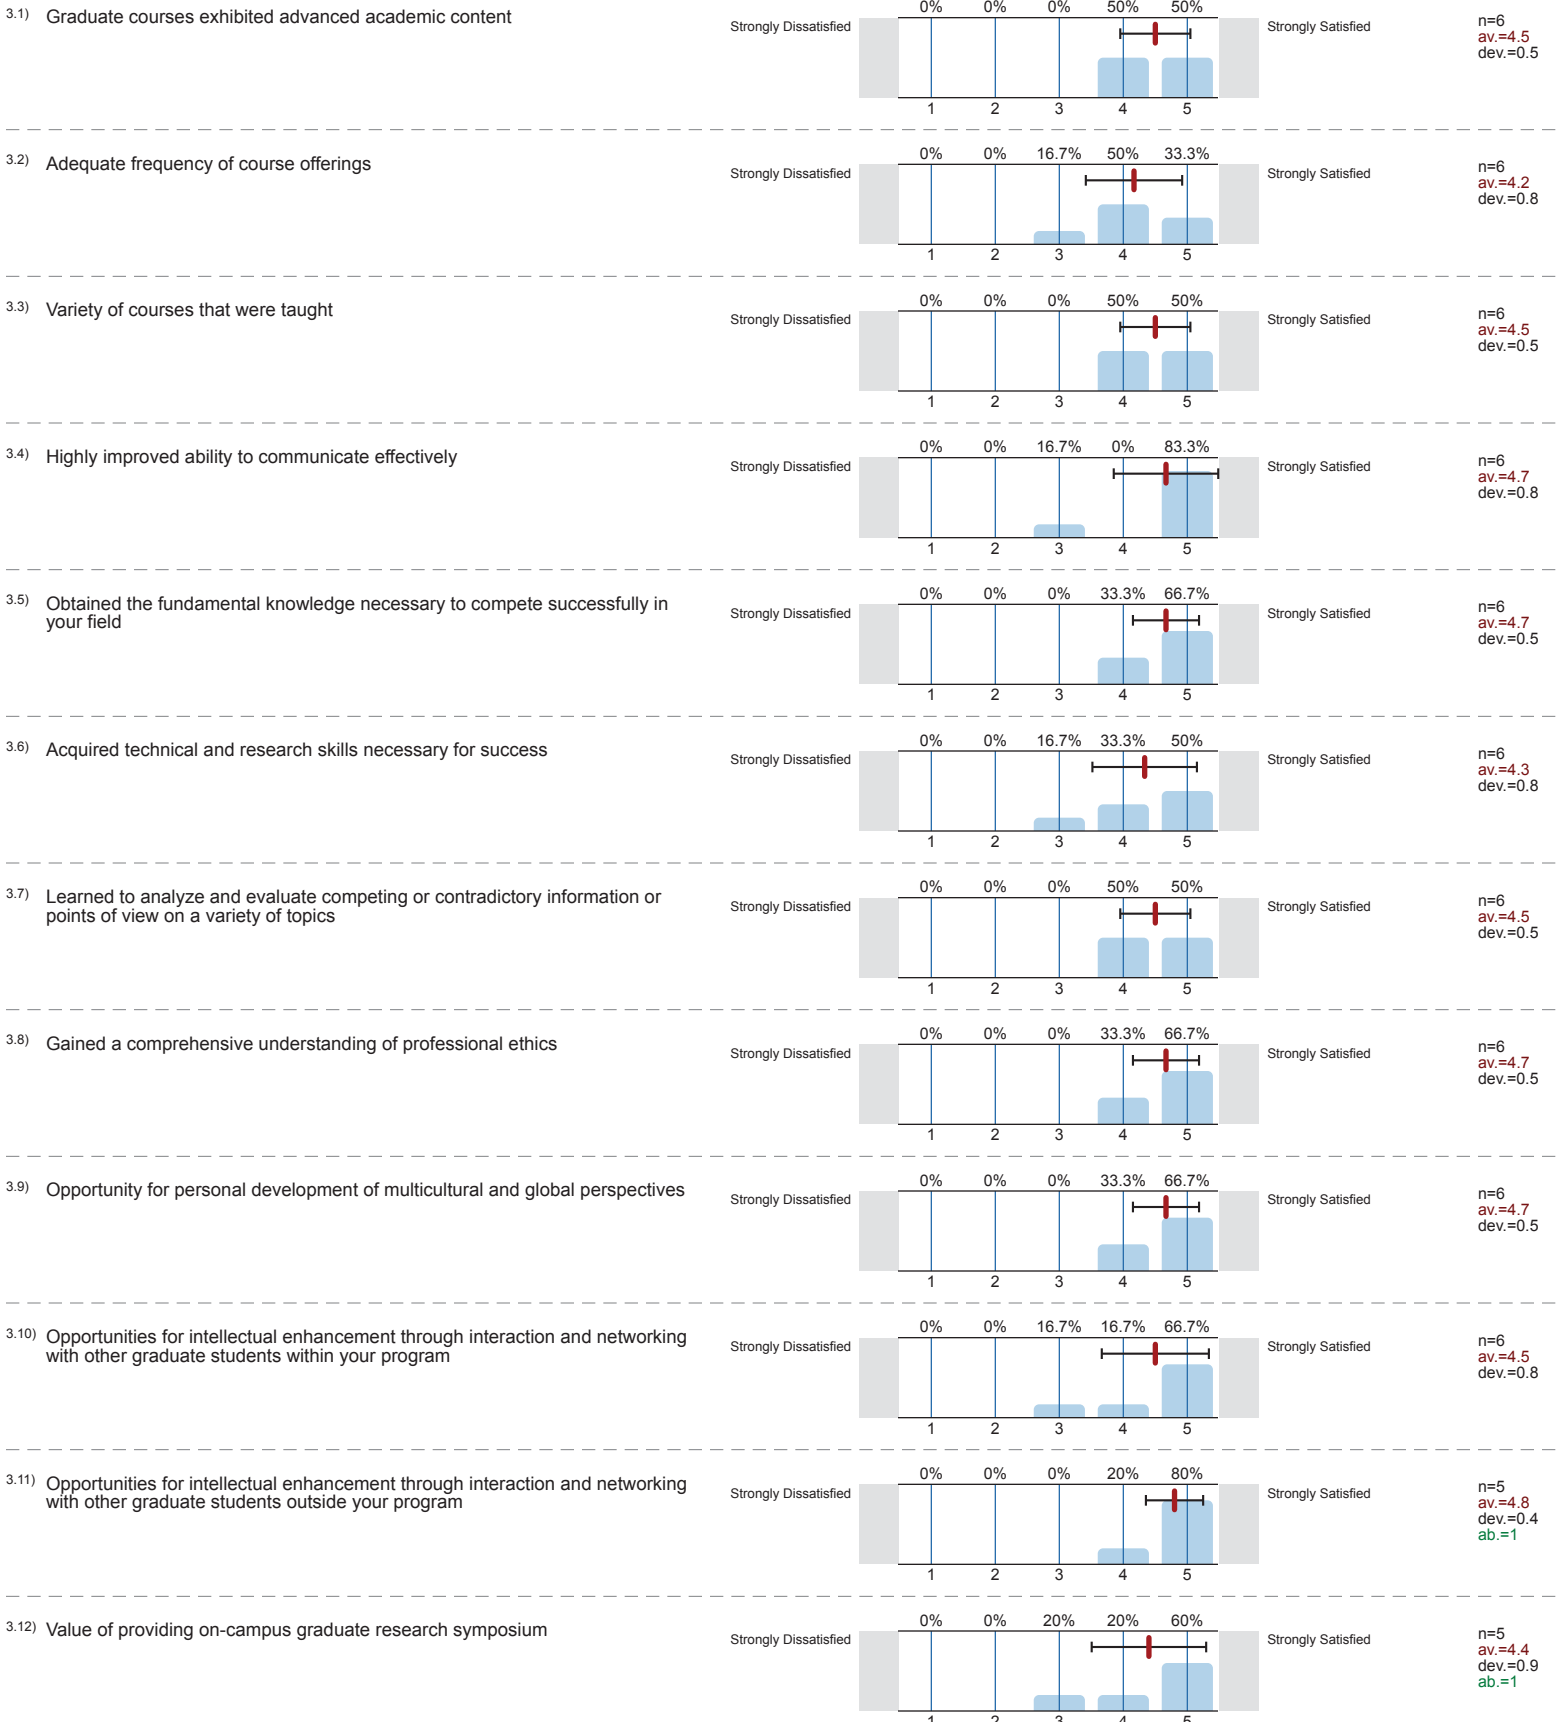 3.1) Graduate courses exhibited advanced academic content
Strongly Dissatisfied
0% 0% 0% 50% 50%
1 2 3 4 5
Strongly Satisfied
n=6
av.=4.5
dev.=0.5
3.2) Adequate frequency of course offerings
Strongly Dissatisfied
0% 0% 16.7% 50% 33.3%
1 2 3 4 5
Strongly Satisfied
n=6
av.=4.2
dev.=0.8
3.3) Variety of courses that were taught
Strongly Dissatisfied
0% 0% 0% 50% 50%
1 2 3 4 5
Strongly Satisfied
n=6
av.=4.5
dev.=0.5
3.4) Highly improved ability to communicate effectively
Strongly Dissatisfied
0% 0% 16.7% 0% 83.3%
1 2 3 4 5
Strongly Satisfied
n=6
av.=4.7
dev.=0.8
3.5) Obtained the fundamental knowledge necessary to compete successfully in
your field
Strongly Dissatisfied
0% 0% 0% 33.3% 66.7%
1 2 3 4 5
Strongly Satisfied
n=6
av.=4.7
dev.=0.5
3.6) Acquired technical and research skills necessary for success
Strongly Dissatisfied
0% 0% 16.7% 33.3% 50%
1 2 3 4 5
Strongly Satisfied
n=6
av.=4.3
dev.=0.8
3.7) Learned to analyze and evaluate competing or contradictory information or
points of view on a variety of topics
Strongly Dissatisfied
0% 0% 0% 50% 50%
1 2 3 4 5
Strongly Satisfied
n=6
av.=4.5
dev.=0.5
3.8) Gained a comprehensive understanding of professional ethics
Strongly Dissatisfied
0% 0% 0% 33.3% 66.7%
1 2 3 4 5
Strongly Satisfied
n=6
av.=4.7
dev.=0.5
3.9) Opportunity for personal development of multicultural and global perspectives
Strongly Dissatisfied
0% 0% 0% 33.3% 66.7%
1 2 3 4 5
Strongly Satisfied
n=6
av.=4.7
dev.=0.5
3.10) Opportunities for intellectual enhancement through interaction and networking
with other graduate students within your program
Strongly Dissatisfied
0% 0% 16.7% 16.7% 66.7%
1 2 3 4 5
Strongly Satisfied
n=6
av.=4.5
dev.=0.8
3.11) Opportunities for intellectual enhancement through interaction and networking
with other graduate students outside your program
Strongly Dissatisfied
0% 0% 0% 20% 80%
1 2 3 4 5
Strongly Satisfied
n=5
av.=4.8
dev.=0.4
ab.=1
3.12) Value of providing on-campus graduate research symposium
Strongly Dissatisfied
0% 0% 20% 20% 60%
1 2 3 4 5
Strongly Satisfied
n=5
av.=4.4
dev.=0.9
ab.=1